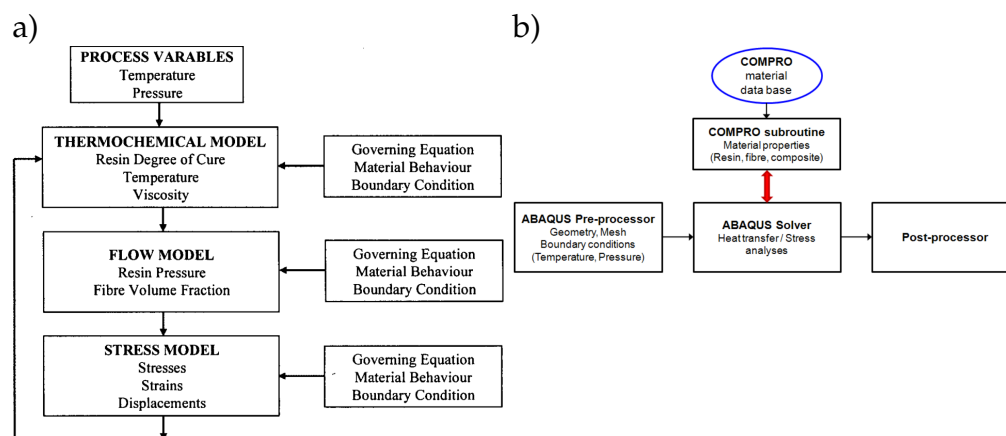 a)
PROCESS VARIABLES
Temperature
Pressure
THERMOCHEMICAL MODEL
Resin Degree of Cure
Temperature
Viscosity
Governing Equation
Material Behaviour
Boundary Condition
FLOW MODEL
Resin Pressure
Fibre Volume Fraction
Governing Equation
Material Behaviour
Boundary Condition
STRESS MODEL
Stresses
Strains
Displacements
Governing Equation
Material Behaviour
Boundary Condition
b)
COMPRO
material
data base
COMPRO subroutine
Material properties
(Resin, fibre, composite)
ABAQUS Pre-processor
Geometry, Mesh
Boundary conditions
(Temperature, Pressure)
ABAQUS Solver
Heat transfer / Stress
analyses
Post-processor